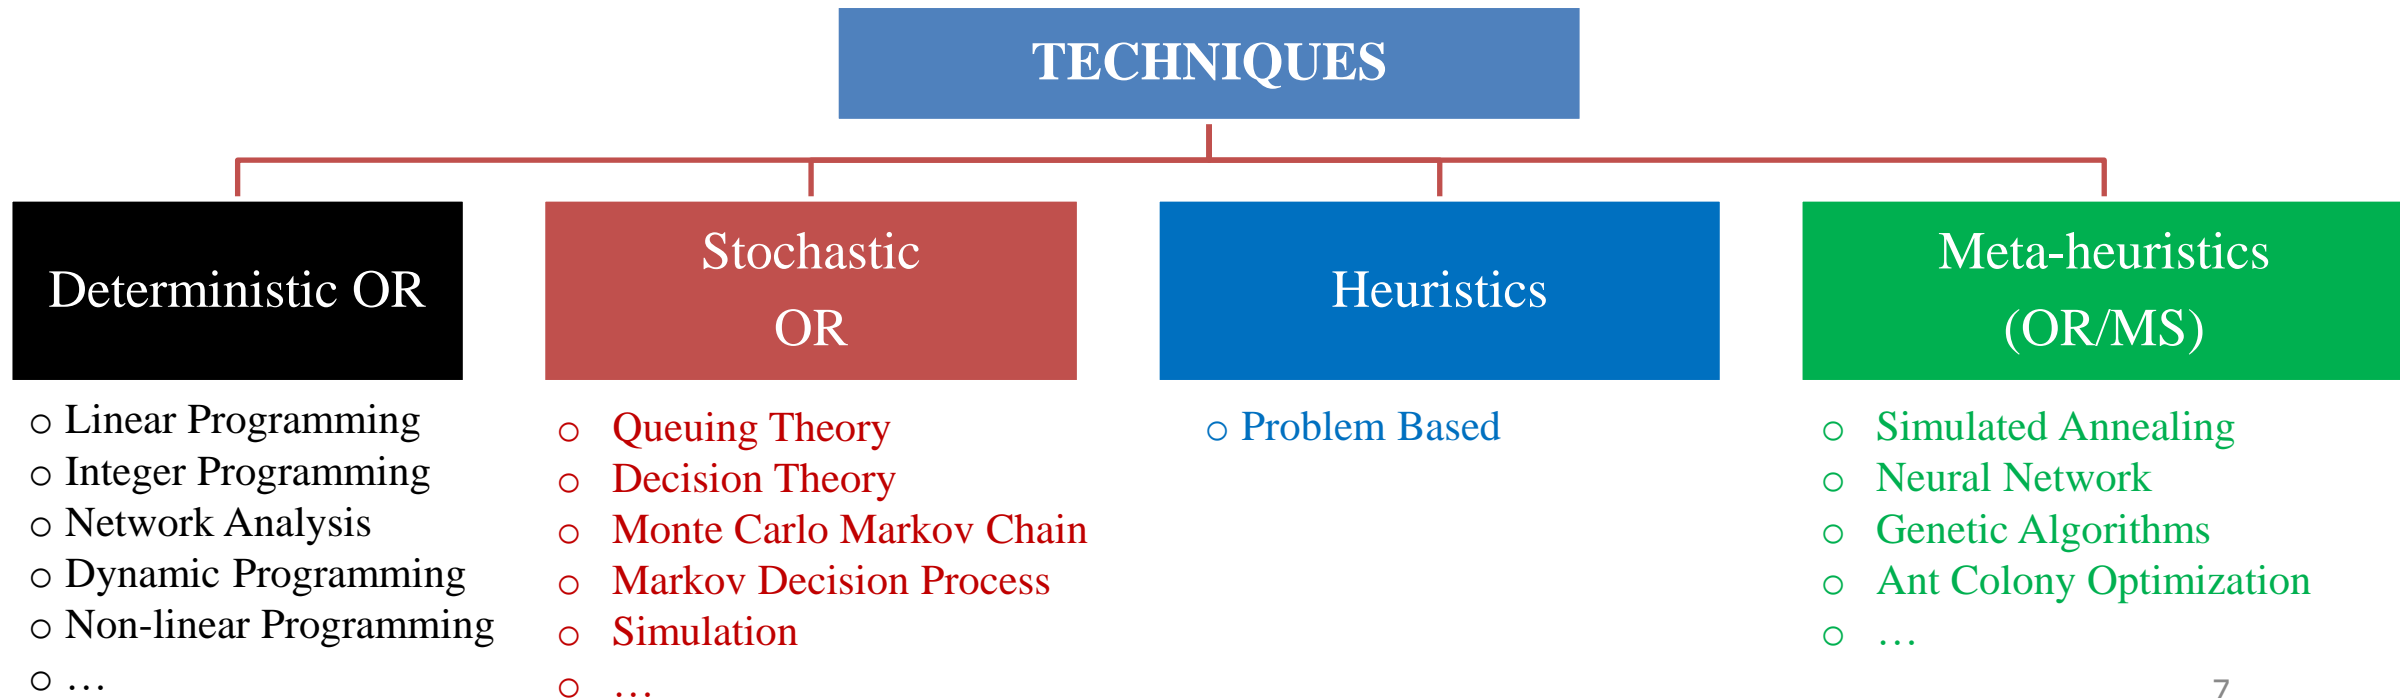 TECHNIQUES
Deterministic OR
o Linear Programming
o Integer Programming
o Network Analysis
o Dynamic Programming
o Non-linear Programming
o …
Stochastic
OR
o Queuing Theory
o Decision Theory
o Monte Carlo Markov Chain
o Markov Decision Process
o Simulation
o …
Heuristics
o Problem Based
Meta-heuristics
(OR/MS)
o Simulated Annealing
o Neural Network
o Genetic Algorithms
o Ant Colony Optimization
o …
7